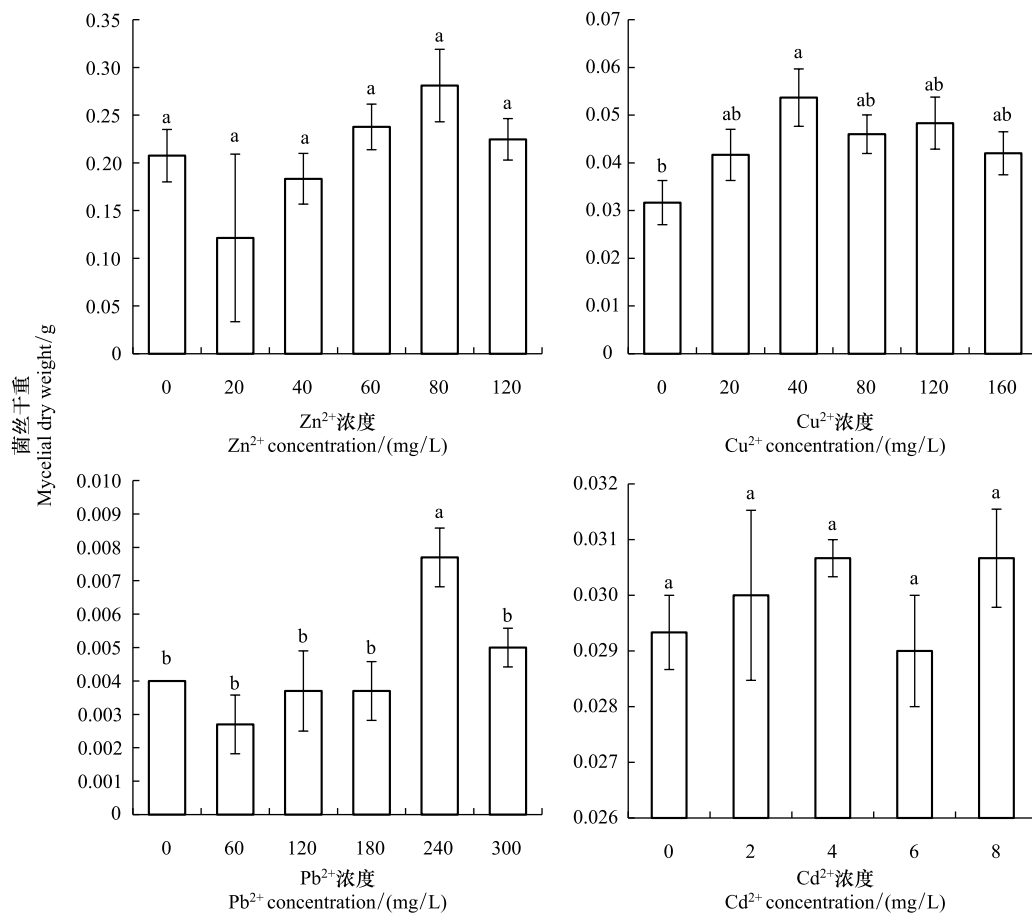 菌丝干重
Mycelial dry weight/g
0.35
0.30
0.25
0.20
0.15
0.10
0.05
0
a
a
a
a
a
a
0 20 40 60 80 120
Zn²⁺浓度
Zn²⁺ concentration/(mg/L)
0.07
0.06
0.05
0.04
0.03
0.02
0.01
0
b
ab
a
ab
ab
ab
0 20 40 80 120 160
Cu²⁺浓度
Cu²⁺ concentration/(mg/L)
0.010
0.009
0.008
0.007
0.006
0.005
0.004
0.003
0.002
0.001
0
b
b
b
b
a
b
0 60 120 180 240 300
Pb²⁺浓度
Pb²⁺ concentration/(mg/L)
0.032
0.031
0.030
0.029
0.028
0.027
0.026
a
a
a
a
a
0 2 4 6 8
Cd²⁺浓度
Cd²⁺ concentration/(mg/L)